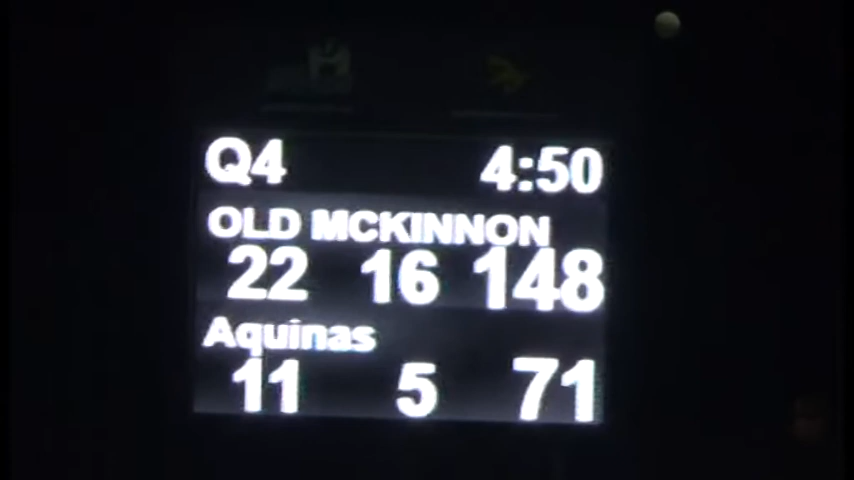 Q4 4:50
OLD MCKINNON
22 16 148
Aquinas
11 5 71